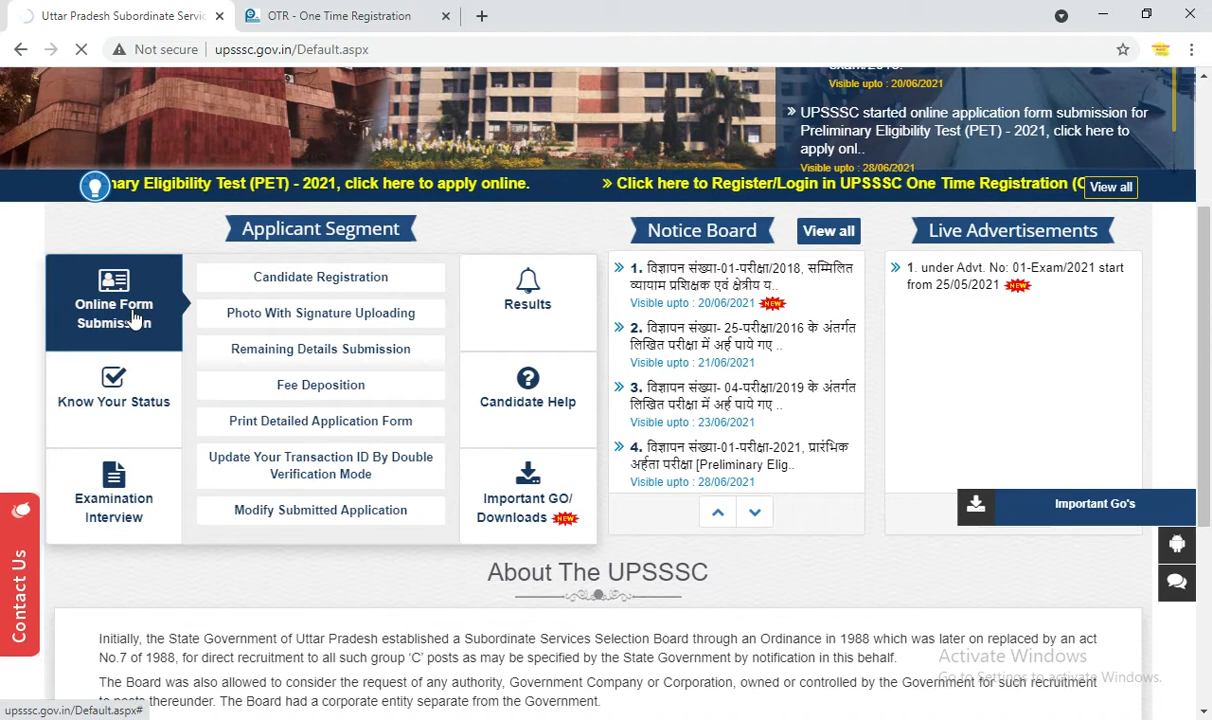 Uttar Pradesh Subordinate Servic
OTR - One Time Registration
Not secure
upsssc.gov.in/Default.aspx
exam/2018.
Visible upto : 20/06/2021
UPSSSC started online application form submission for
Preliminary Eligibility Test (PET) - 2021, click here to
apply onl..
Visible upto : 28/06/2021
nary Eligibility Test (PET) - 2021, click here to apply online.
Click here to Register/Login in UPSSSC One Time Registration (
View all
Applicant Segment
Online Form
Submission
Know Your Status
Examination
Interview
Candidate Registration
Photo With Signature Uploading
Remaining Details Submission
Fee Deposition
Print Detailed Application Form
Update Your Transaction ID By Double
Verification Mode
Modify Submitted Application
Results
Candidate Help
Important GO/
Downloads NEW
Notice Board
View all
1. विज्ञापन संख्या-01-परीक्षा/2018, सम्मिलित
व्यायाम प्रशिक्षक एवं क्षेत्रीय य..
Visible upto : 20/06/2021 NEW
2. विज्ञापन संख्या- 25-परीक्षा/2016 के अंतर्गत
लिखित परीक्षा में अर्ह पाये गए ..
Visible upto : 21/06/2021
3. विज्ञापन संख्या- 04-परीक्षा/2019 के अंतर्गत
लिखित परीक्षा में अर्ह पाये गए ..
Visible upto : 23/06/2021
4. विज्ञापन संख्या-01-परीक्षा-2021, प्रारंभिक
अर्हता परीक्षा [Preliminary Elig..
Visible upto : 28/06/2021
Live Advertisements
1. under Advt. No: 01-Exam/2021 start
from 25/05/2021 NEW
Important Go's
Contact Us
About The UPSSSC
Initially, the State Government of Uttar Pradesh established a Subordinate Services Selection Board through an Ordinance in 1988 which was later on replaced by an act
No.7 of 1988, for direct recruitment to all such group 'C' posts as may be specified by the State Government by notification in this behalf.
The Board was also allowed to consider the request of any authority, Government Company or Corporation, owned or controlled by the Government for such recruitment
to posts thereunder. The Board had a corporate entity separate from the Government.
Activate Windows
Go to Settings to activate Windows.
upsssc.gov.in/Default.aspx#